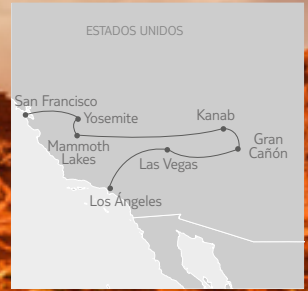 ESTADOS UNIDOS
San Francisco
Yosemite
Mammoth
Lakes
Kanab
Gran
Cañón
Las Vegas
Los Ángeles